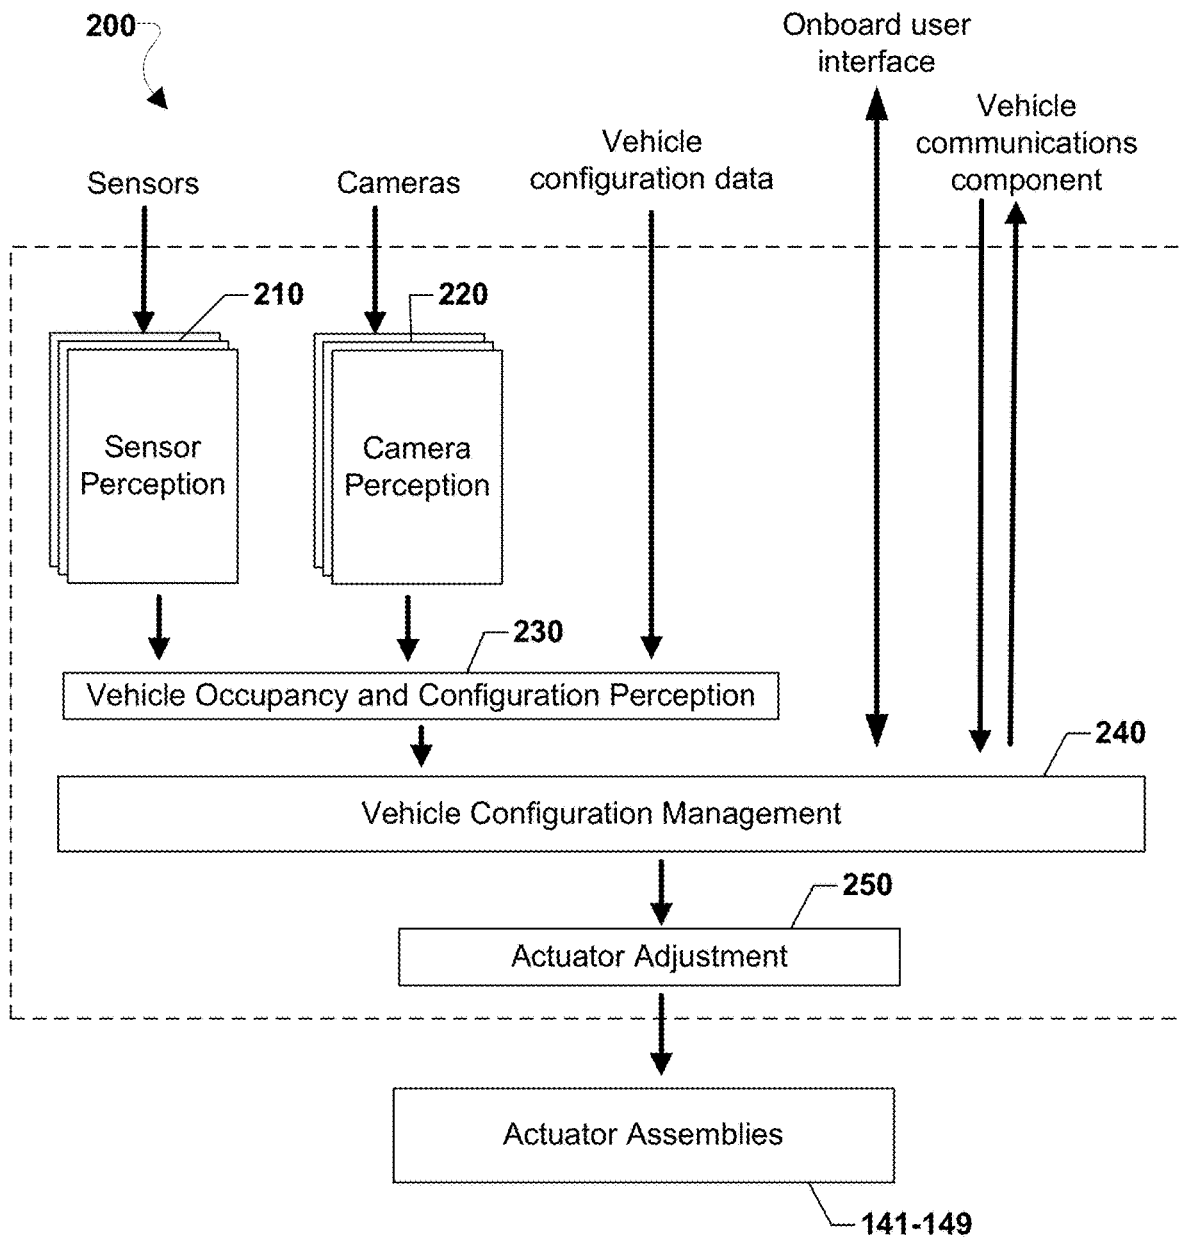 200
Onboard user
interface
Vehicle
communications
component
Vehicle
configuration data
Sensors
Cameras
210
220
Sensor
Perception
Camera
Perception
230
Vehicle Occupancy and Configuration Perception
240
Vehicle Configuration Management
250
Actuator Adjustment
Actuator Assemblies
141-149